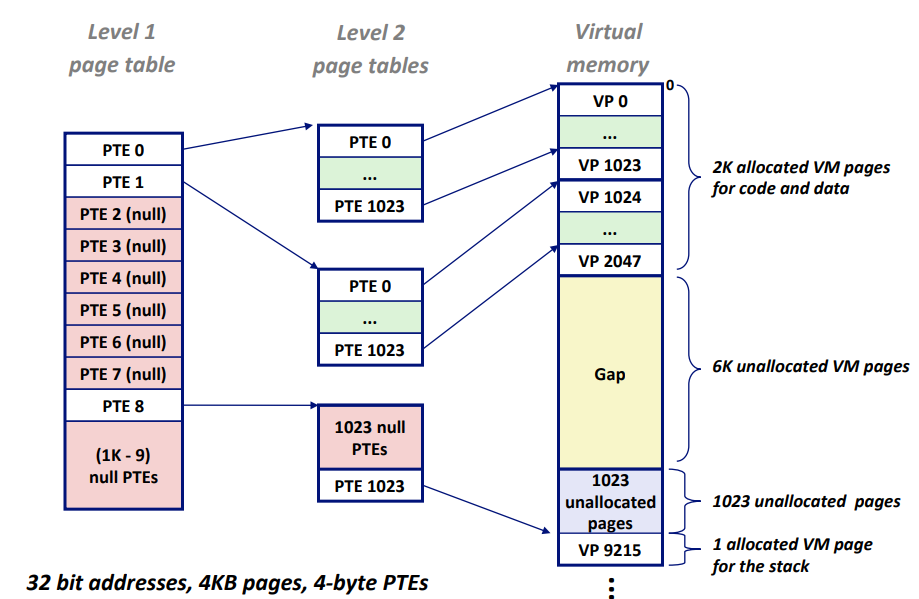 Level 1
page table
Level 2
page tables
Virtual
memory
PTE 0
PTE 1
PTE 2 (null)
PTE 3 (null)
PTE 4 (null)
PTE 5 (null)
PTE 6 (null)
PTE 7 (null)
PTE 8
(1K - 9)
null PTEs
PTE 0
...
PTE 1023
PTE 0
...
PTE 1023
1023 null
PTEs
PTE 1023
0
VP 0
...
VP 1023
VP 1024
...
VP 2047
Gap
1023
unallocated
pages
VP 9215
...
2K allocated VM pages
for code and data
6K unallocated VM pages
1023 unallocated pages
1 allocated VM page
for the stack
32 bit addresses, 4KB pages, 4-byte PTEs